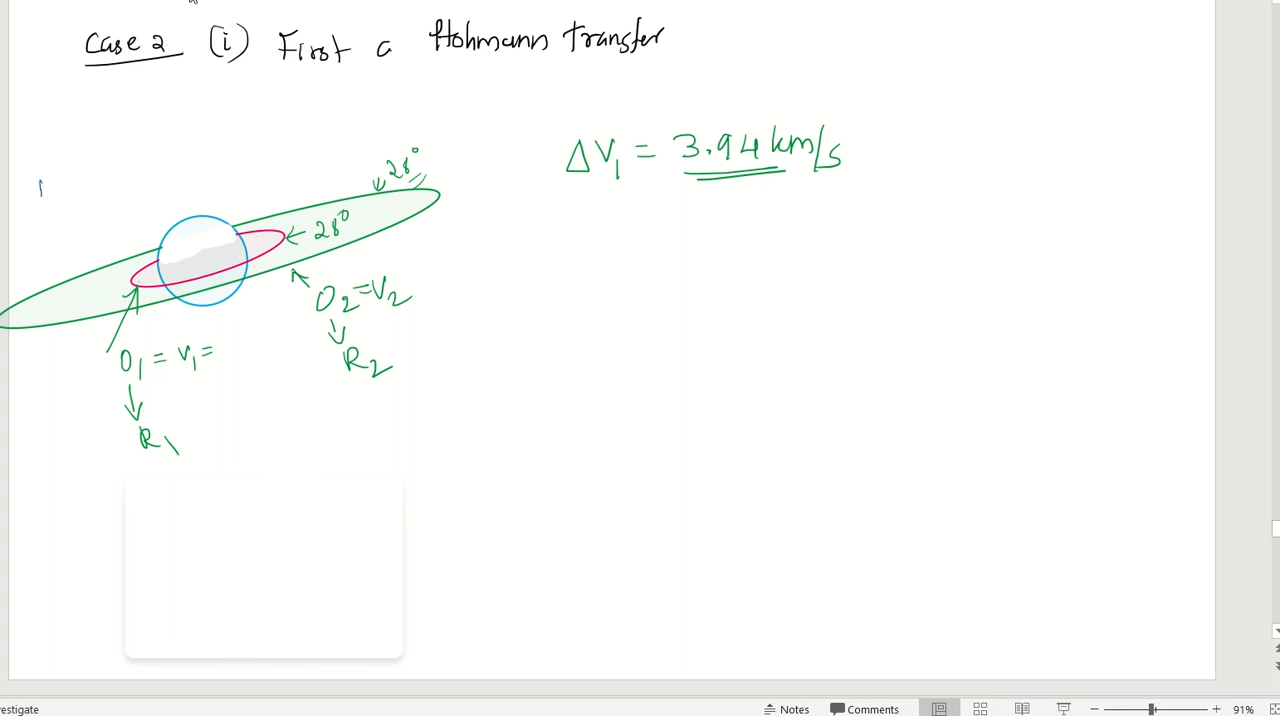 Case 2 (i) First a Hohmann transfer
ΔV₁ = 3.94 km/s
28°
28°
O₂ = V₂
R₂
O₁ = V₁ =
R₁
estigate
Notes Comments 91%